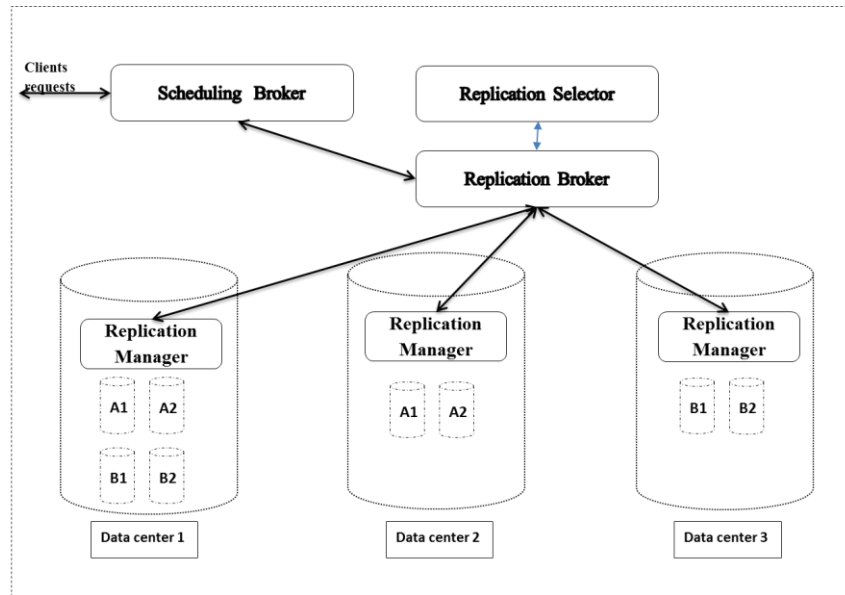 Clients
requests
Scheduling Broker
Replication Selector
Replication Broker
Replication
Manager
A1 A2
B1 B2
Replication
Manager
A1 A2
Replication
Manager
B1 B2
Data center 1
Data center 2
Data center 3